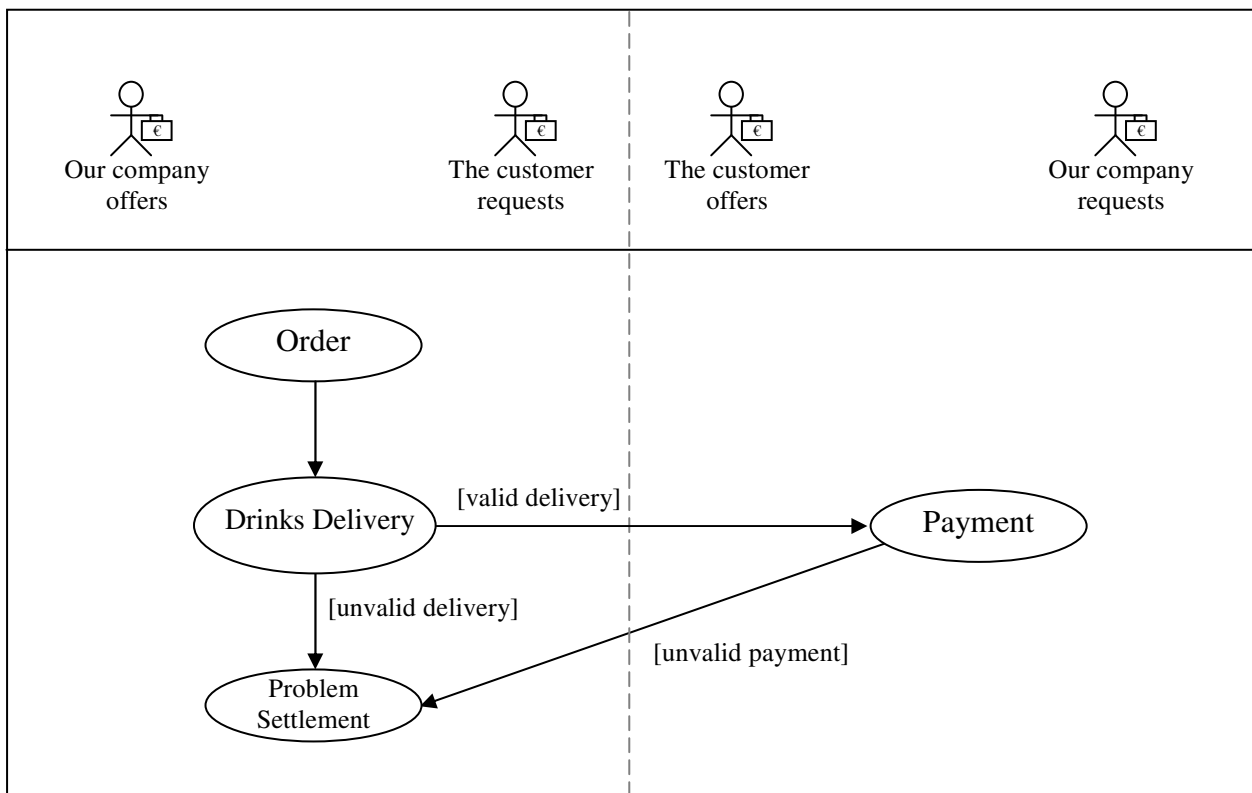 €
€
€
€
Our company
offers
The customer
requests
The customer
offers
Our company
requests
Order
Drinks Delivery
[valid delivery]
Payment
[unvalid delivery]
[unvalid payment]
Problem
Settlement